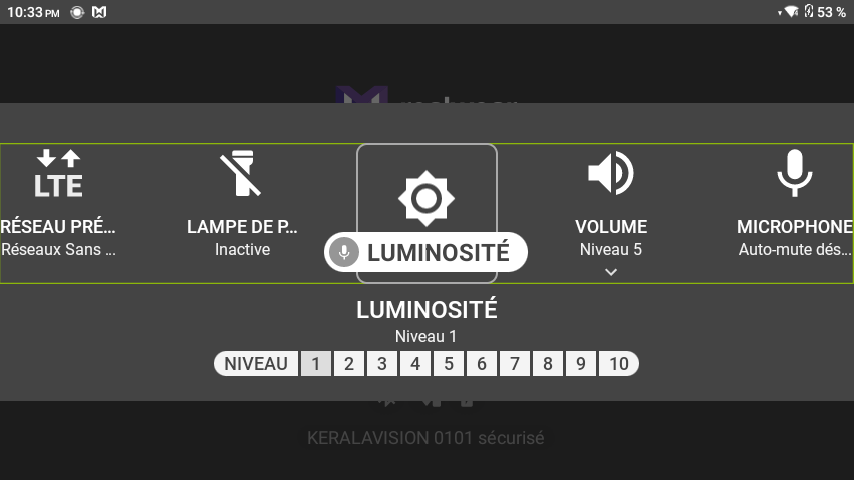 10:33 PM
53 %
LTE
RÉSEAU PRÉ... LAMPE DE P... VOLUME MICROPHONE
Réseaux Sans ... Inactive Niveau 5 Auto-mute dés...
LUMINOSITÉ
LUMINOSITÉ
Niveau 1
NIVEAU 1 2 3 4 5 6 7 8 9 10
KERALAVISION 0101 sécurisé